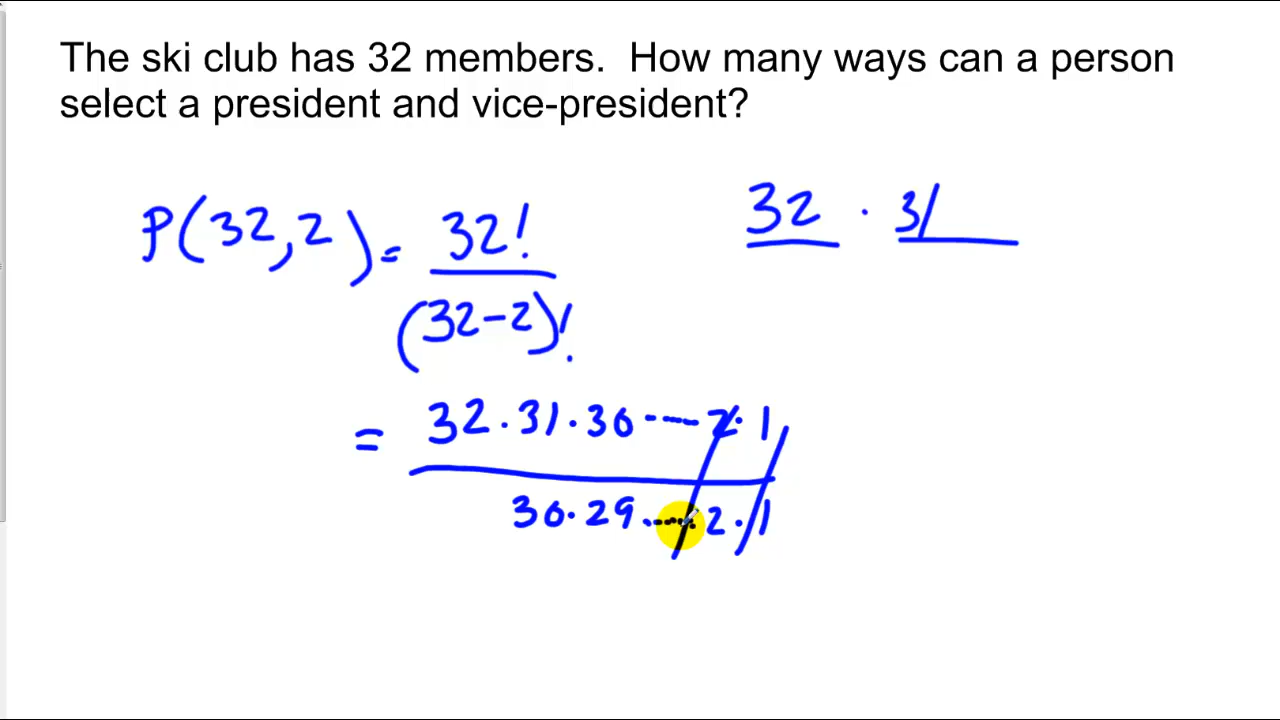 The ski club has 32 members. How many ways can a person
select a president and vice-president?
P(32,2)= 32!
(32-2)!
32 · 31
= 32·31·30 ---- 2·1
30·29 ---- 2·1